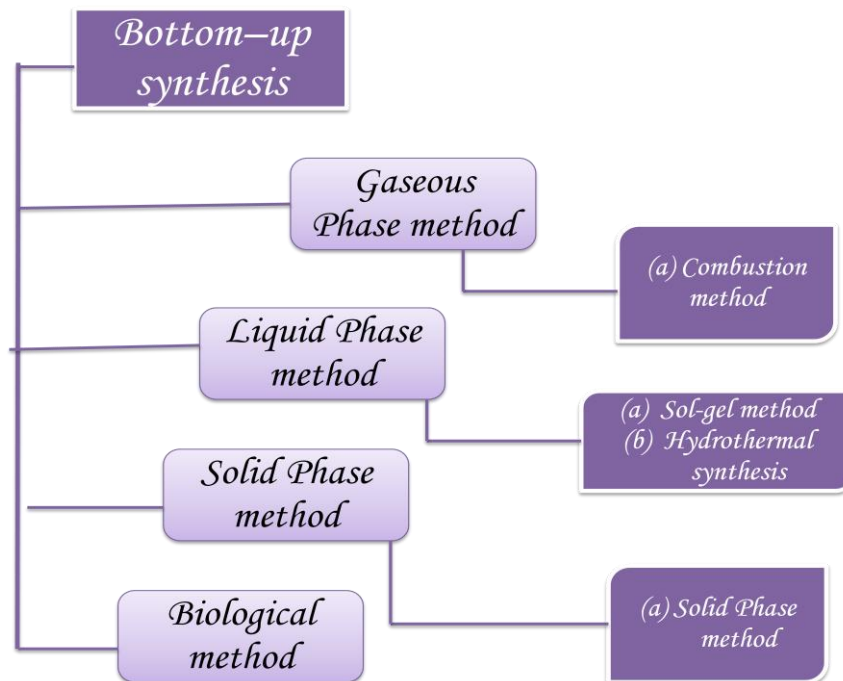 Bottom–up
synthesis
Gaseous
Phase method
(a) Combustion
method
Liquid Phase
method
(a) Sol-gel method
(b) Hydrothermal
synthesis
Solid Phase
method
(a) Solid Phase
method
Biological
method